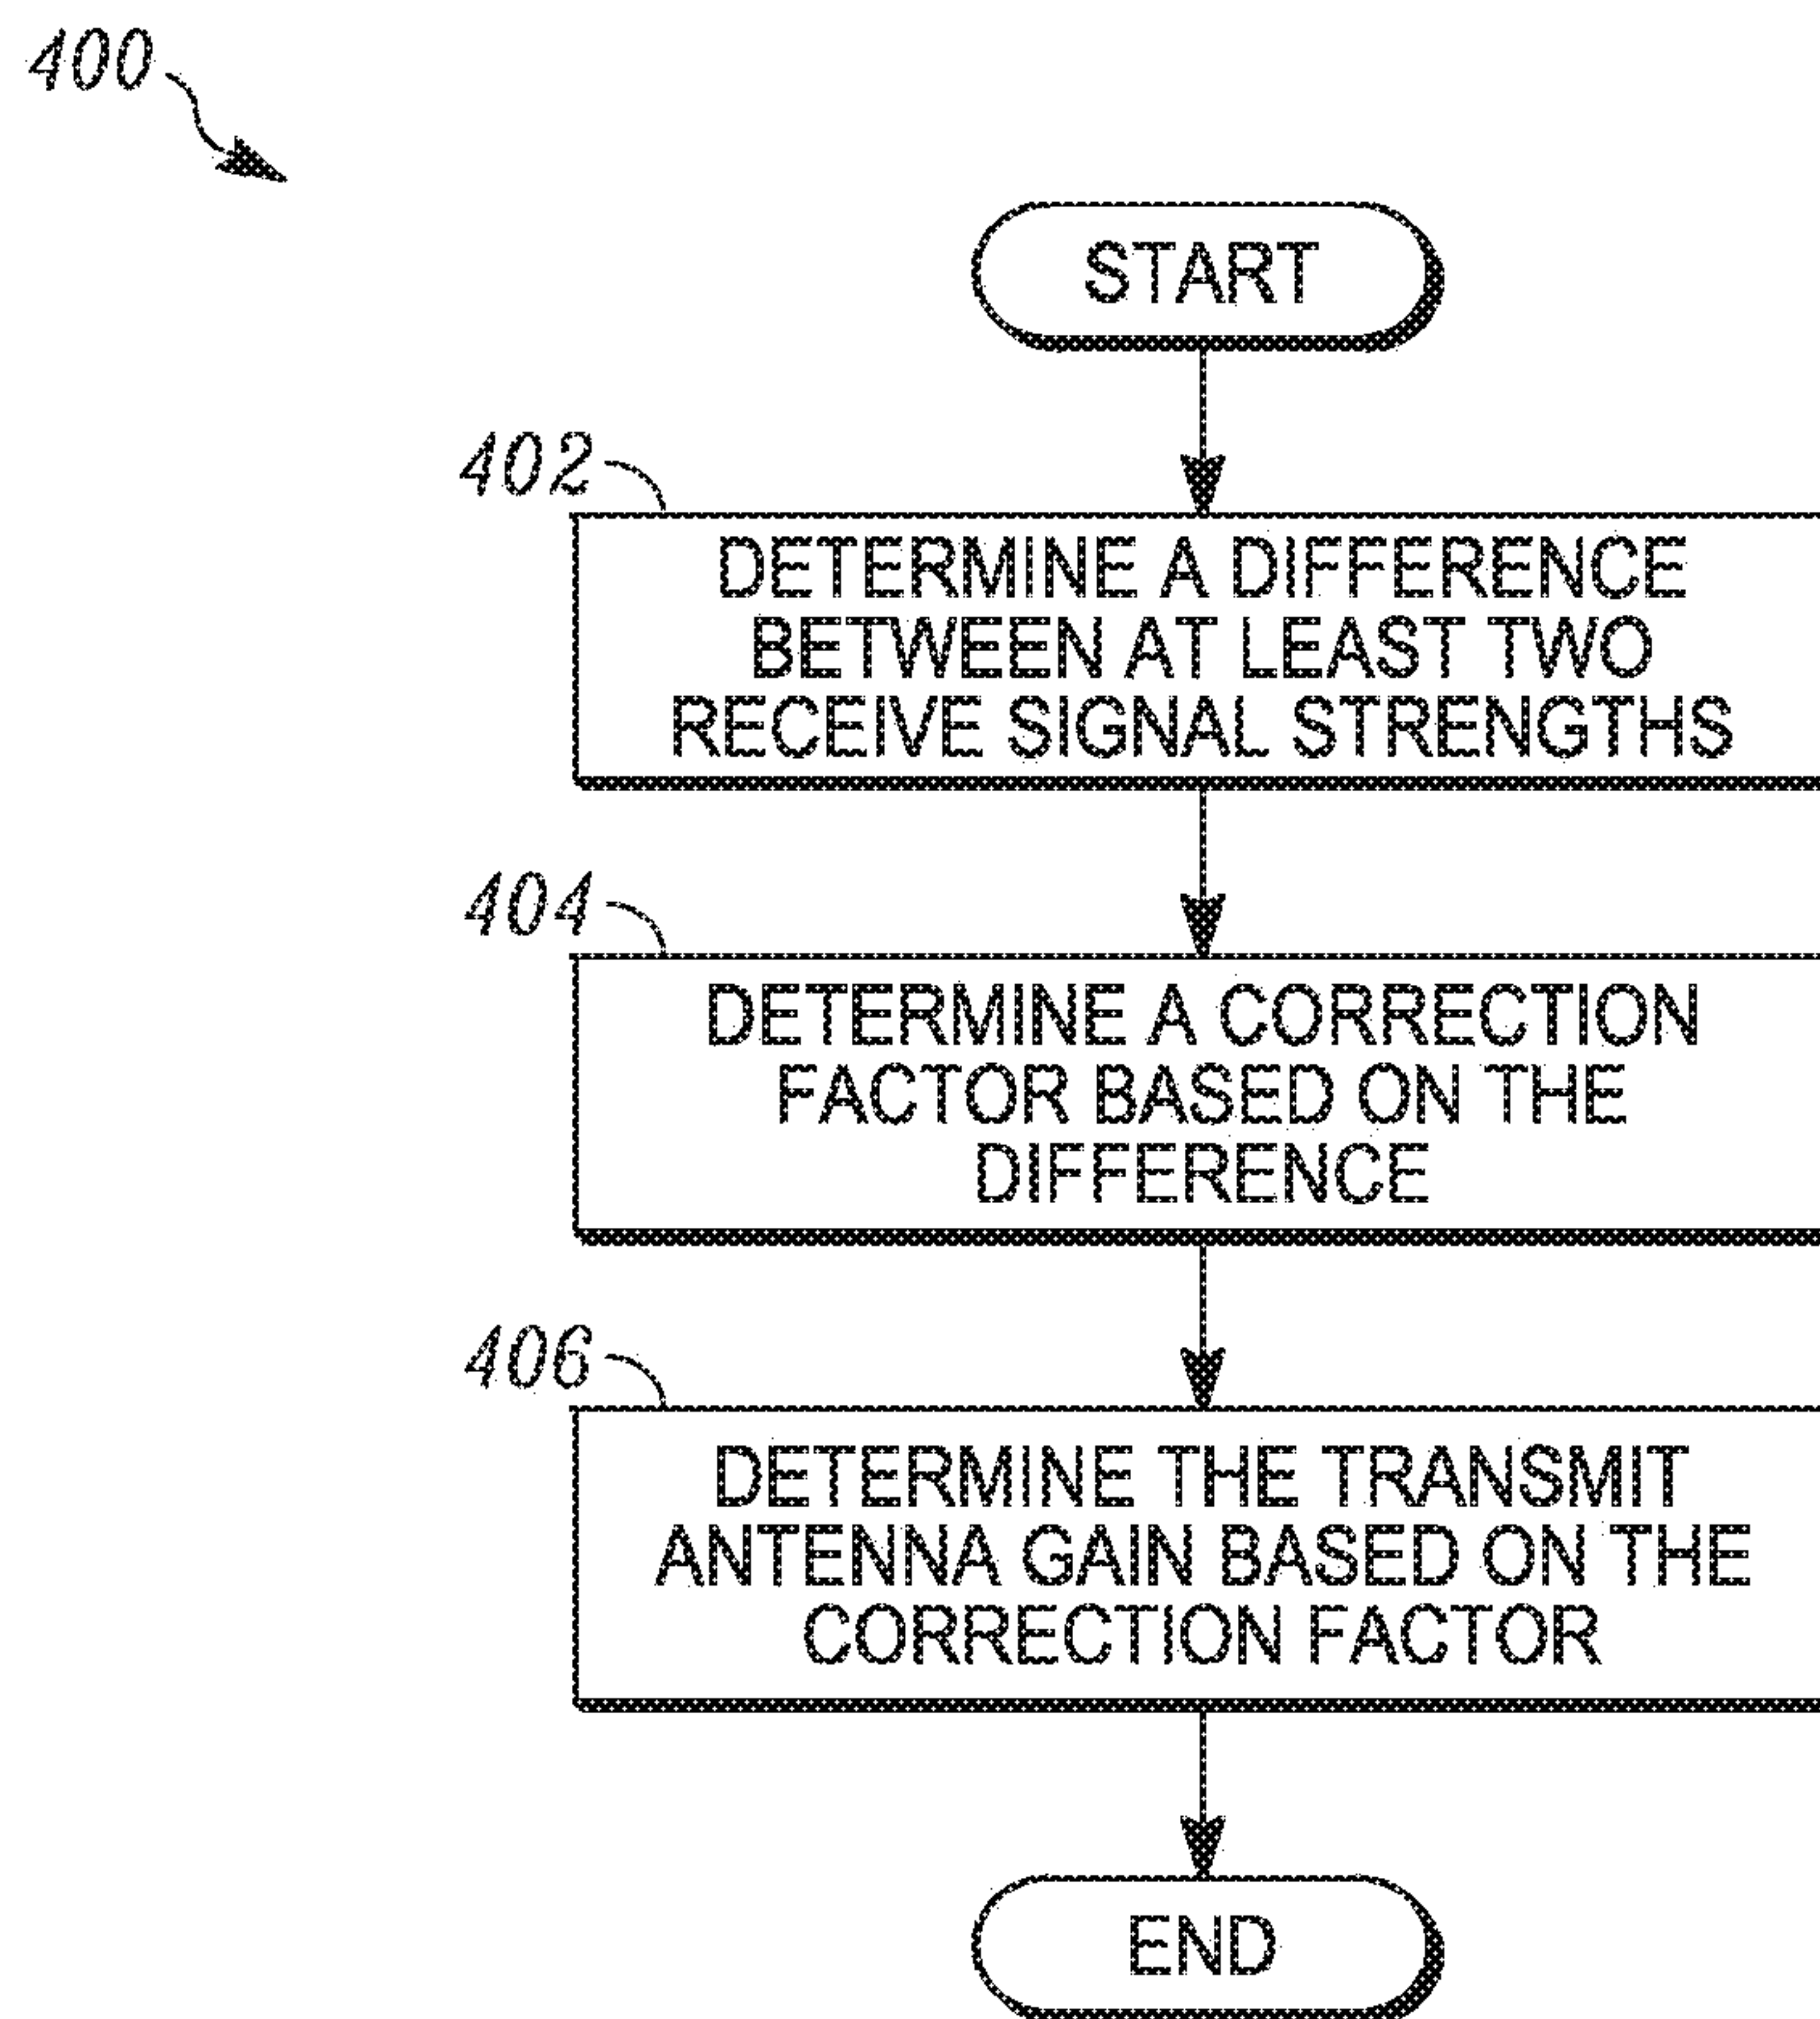 400
START
402
DETERMINE A DIFFERENCE
BETWEEN AT LEAST TWO
RECEIVE SIGNAL STRENGTHS
404
DETERMINE A CORRECTION
FACTOR BASED ON THE
DIFFERENCE
406
DETERMINE THE TRANSMIT
ANTENNA GAIN BASED ON THE
CORRECTION FACTOR
END